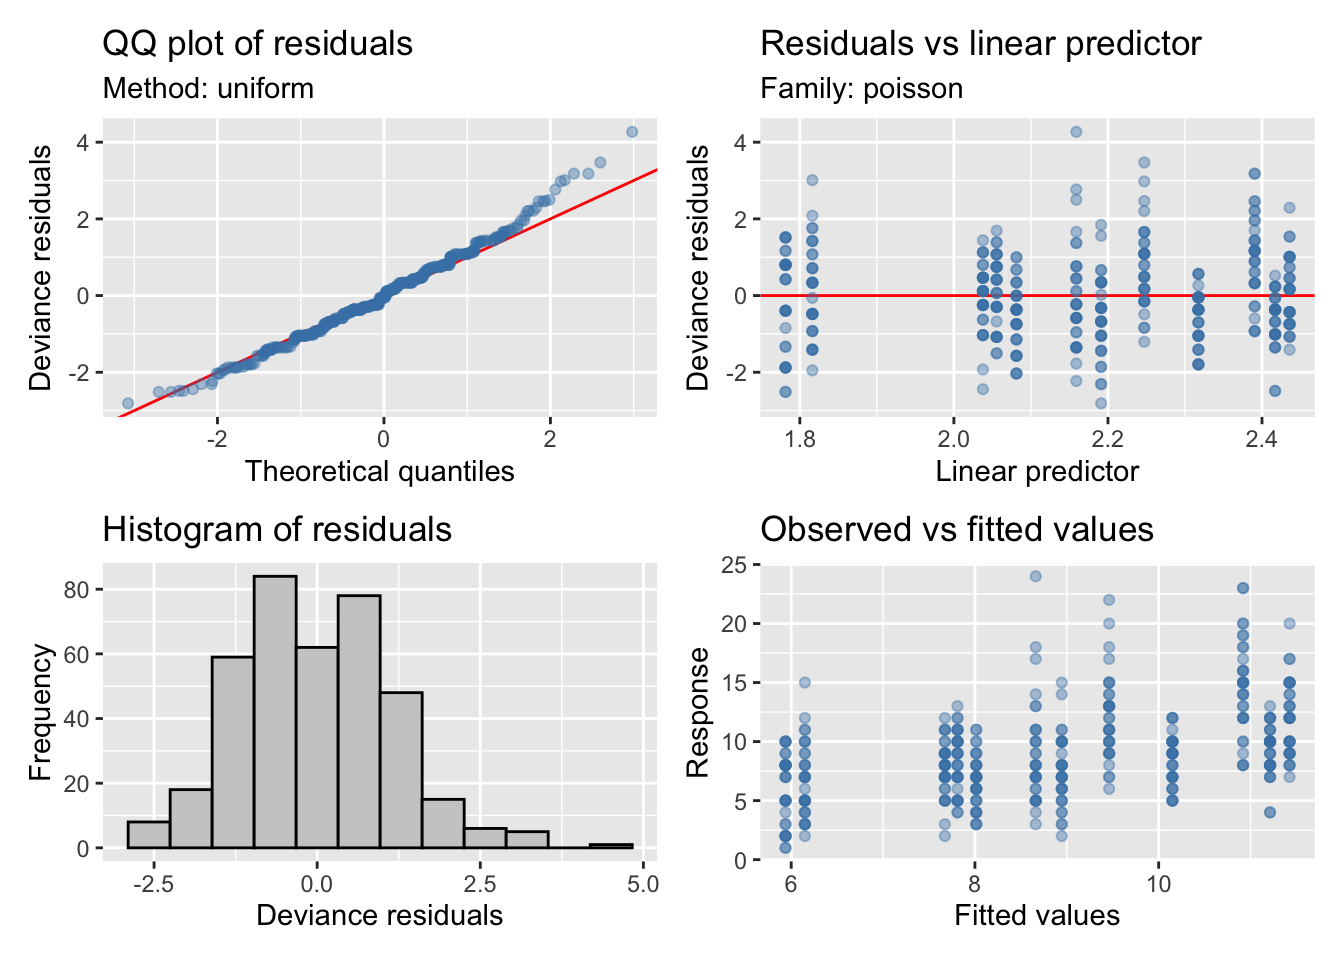 QQ plot of residuals
Method: uniform
Deviance residuals
4
2
0
-2
-2
0
2
Theoretical quantiles
Residuals vs linear predictor
Family: poisson
Deviance residuals
4
2
0
-2
1.8
2.0
2.2
2.4
Linear predictor
Histogram of residuals
Frequency
80
60
40
20
0
-2.5
0.0
2.5
5.0
Deviance residuals
Observed vs fitted values
Response
25
20
15
10
5
0
6
8
10
Fitted values